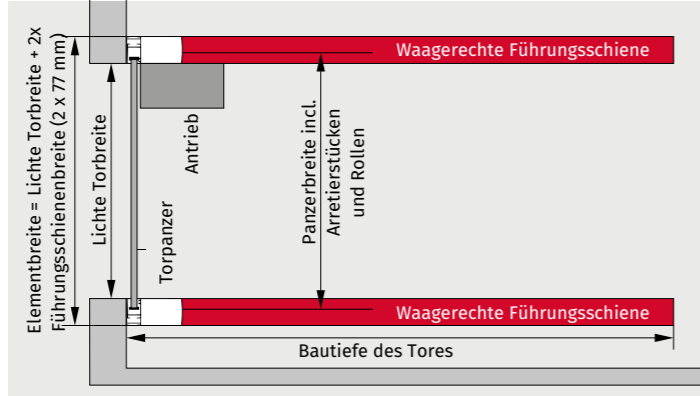 Elementbreite = Lichte Torbreite + 2x
Führungsschienenbreite (2 x 77 mm)
Lichte Torbreite
Torpanzer
Antrieb
Panzerbreite incl.
Arretierstücken
und Rollen
Waagerechte Führungsschiene
Waagerechte Führungsschiene
Bautiefe des Tores